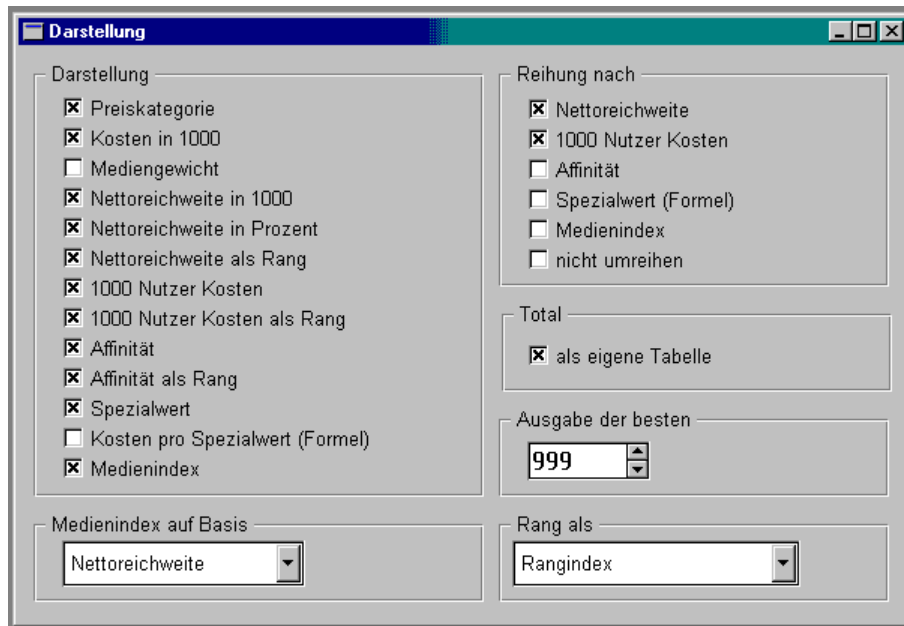 Darstellung
Darstellung
Preiskategorie
Kosten in 1000
Mediengewicht
Nettoreichweite in 1000
Nettoreichweite in Prozent
Nettoreichweite als Rang
1000 Nutzer Kosten
1000 Nutzer Kosten als Rang
Affinität
Affinität als Rang
Spezialwert
Kosten pro Spezialwert (Formel)
Medienindex
Medienindex auf Basis
Nettoreichweite
Reihung nach
Nettoreichweite
1000 Nutzer Kosten
Affinität
Spezialwert (Formel)
Medienindex
nicht umreihen
Total
als eigene Tabelle
Ausgabe der besten
999
Rang als
Rangindex